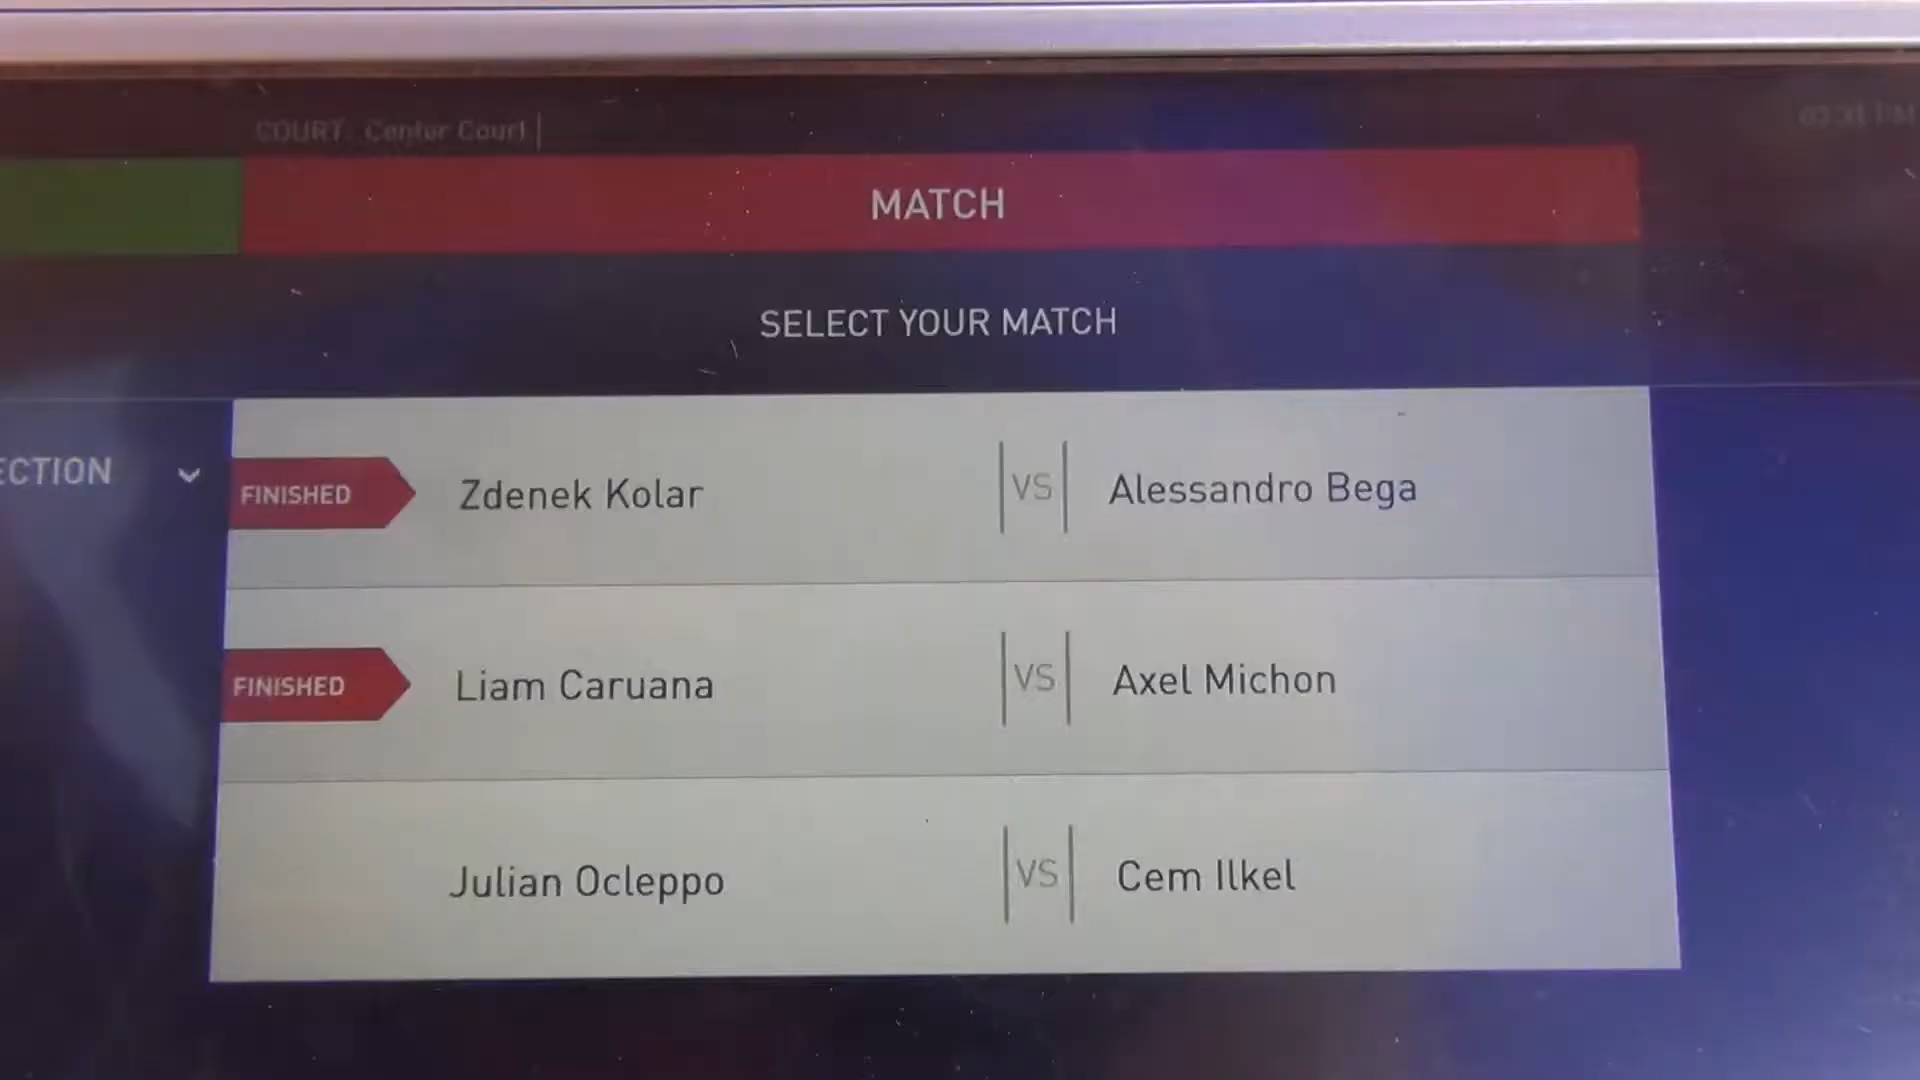 COURT: Center Court
MATCH
SELECT YOUR MATCH
ECTION
FINISHED Zdenek Kolar VS Alessandro Bega
FINISHED Liam Caruana VS Axel Michon
Julian Ocleppo VS Cem Ilkel